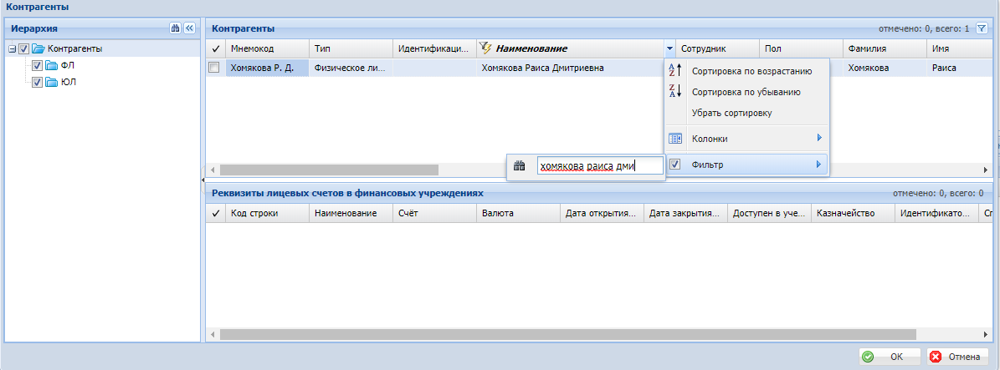 Контрагенты
Иерархия
Контрагенты
ФЛ
ЮЛ
Контрагенты отмечено: 0, всего: 1
Мнемокод Тип Идентификаци... Наименование Сотрудник Пол Фамилия Имя
Хомякова Р. Д. Физическое ли... Хомякова Раиса Дмитриевна Хомякова Раиса
Сортировка по возрастанию
Сортировка по убыванию
Убрать сортировку
Колонки
Фильтр
хомякова раиса дми
Реквизиты лицевых счетов в финансовых учреждениях отмечено: 0, всего: 0
Код строки Наименование Счёт Валюта Дата открытия... Дата закрытия... Доступен в уче... Казначейство Идентификато... Сп
ОК Отмена